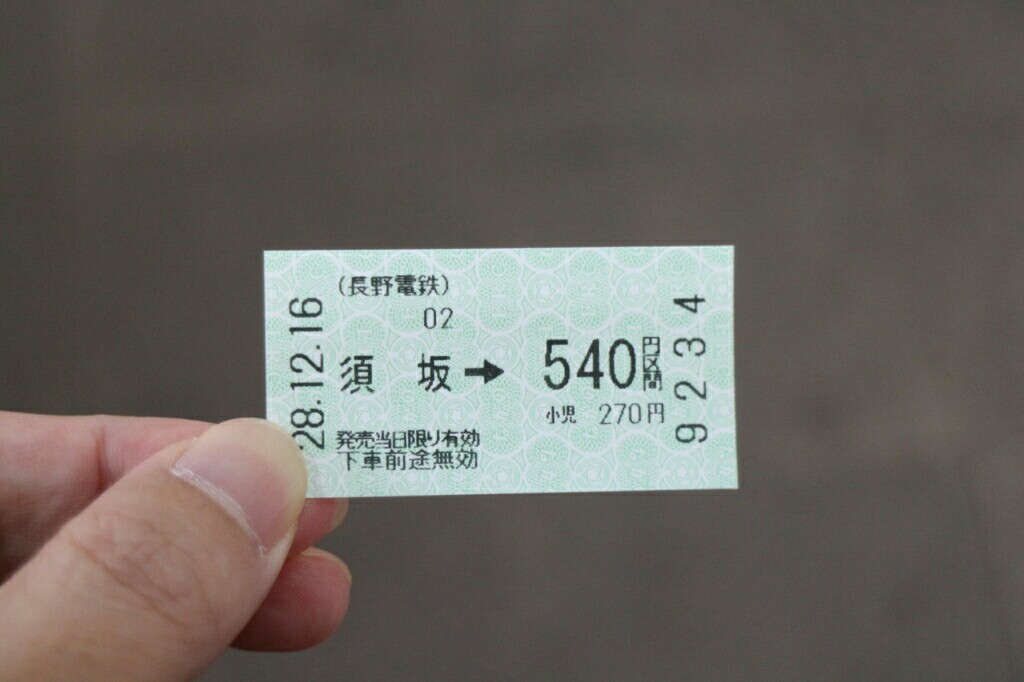 (長野電鉄)
02
28.12.16
須坂➡540円区間
小児 270円
発売当日限り有効
下車前途無効
9234